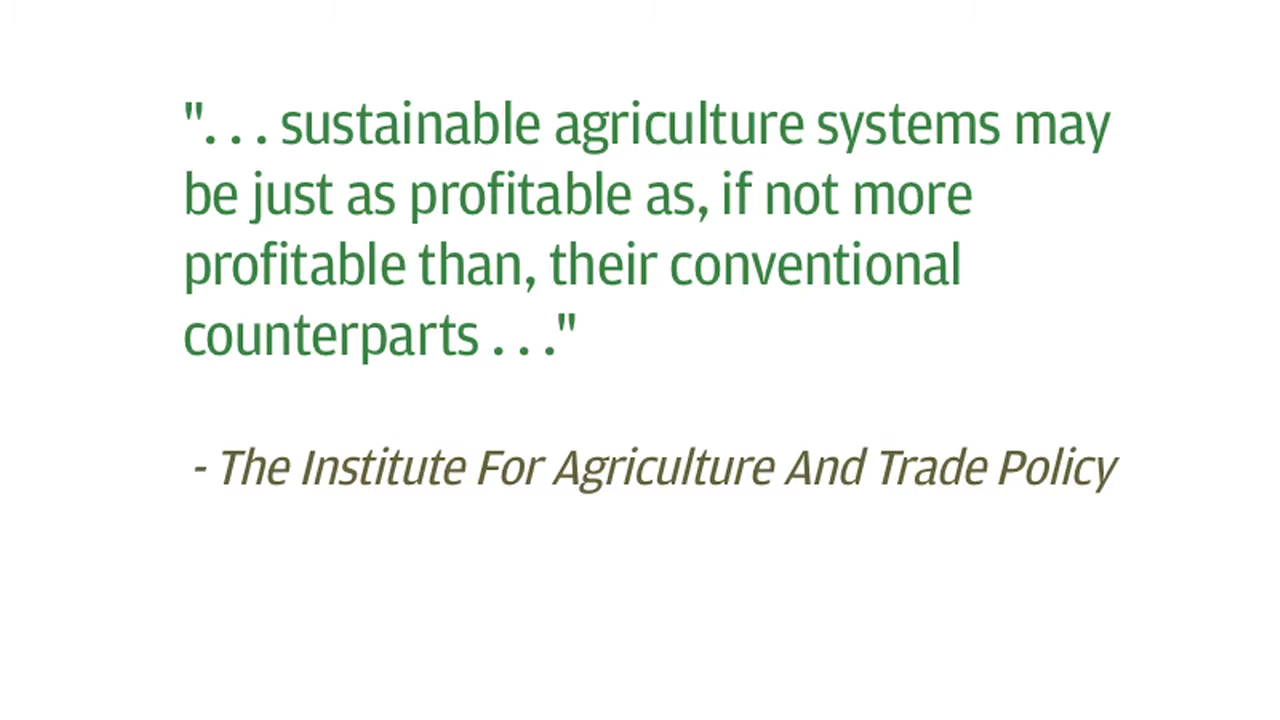 ". . . sustainable agriculture systems may
be just as profitable as, if not more
profitable than, their conventional
counterparts . . ."
- The Institute For Agriculture And Trade Policy